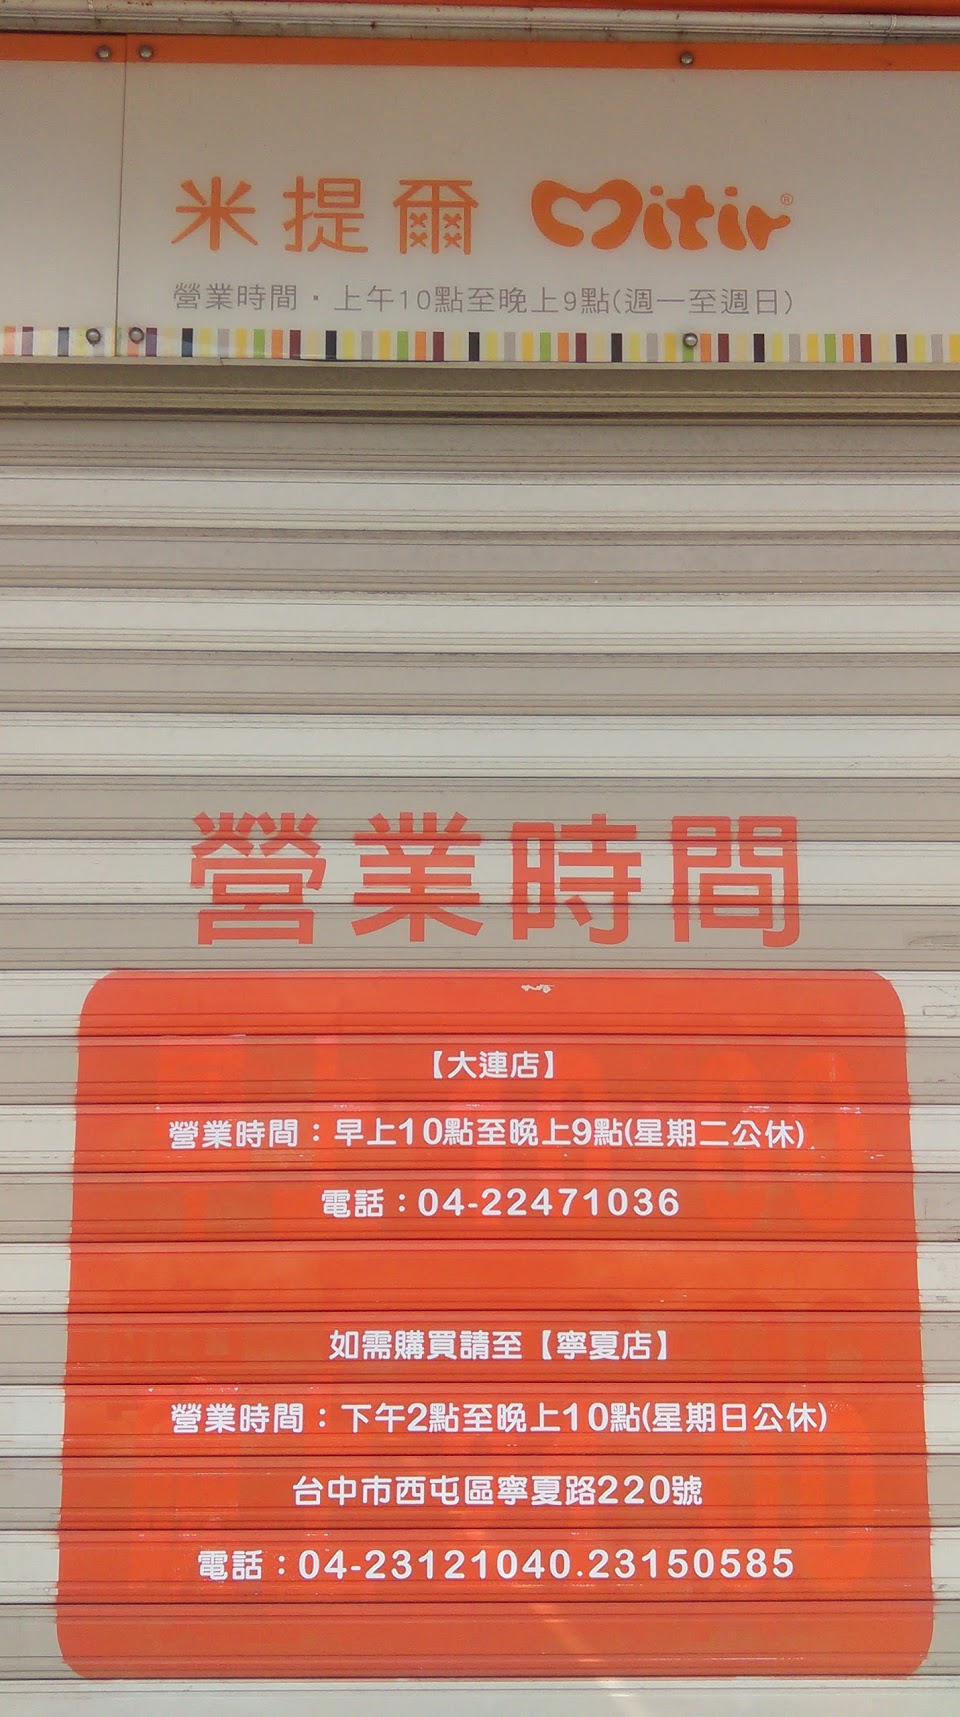 米提爾 Mitir®
營業時間・上午10點至晚上9點(週一至週日)
營業時間
【大連店】
營業時間：早上10點至晚上9點(星期二公休)
電話：04-22471036
如需購買請至【寧夏店】
營業時間：下午2點至晚上10點(星期日公休)
台中市西屯區寧夏路220號
電話：04-23121040.23150585